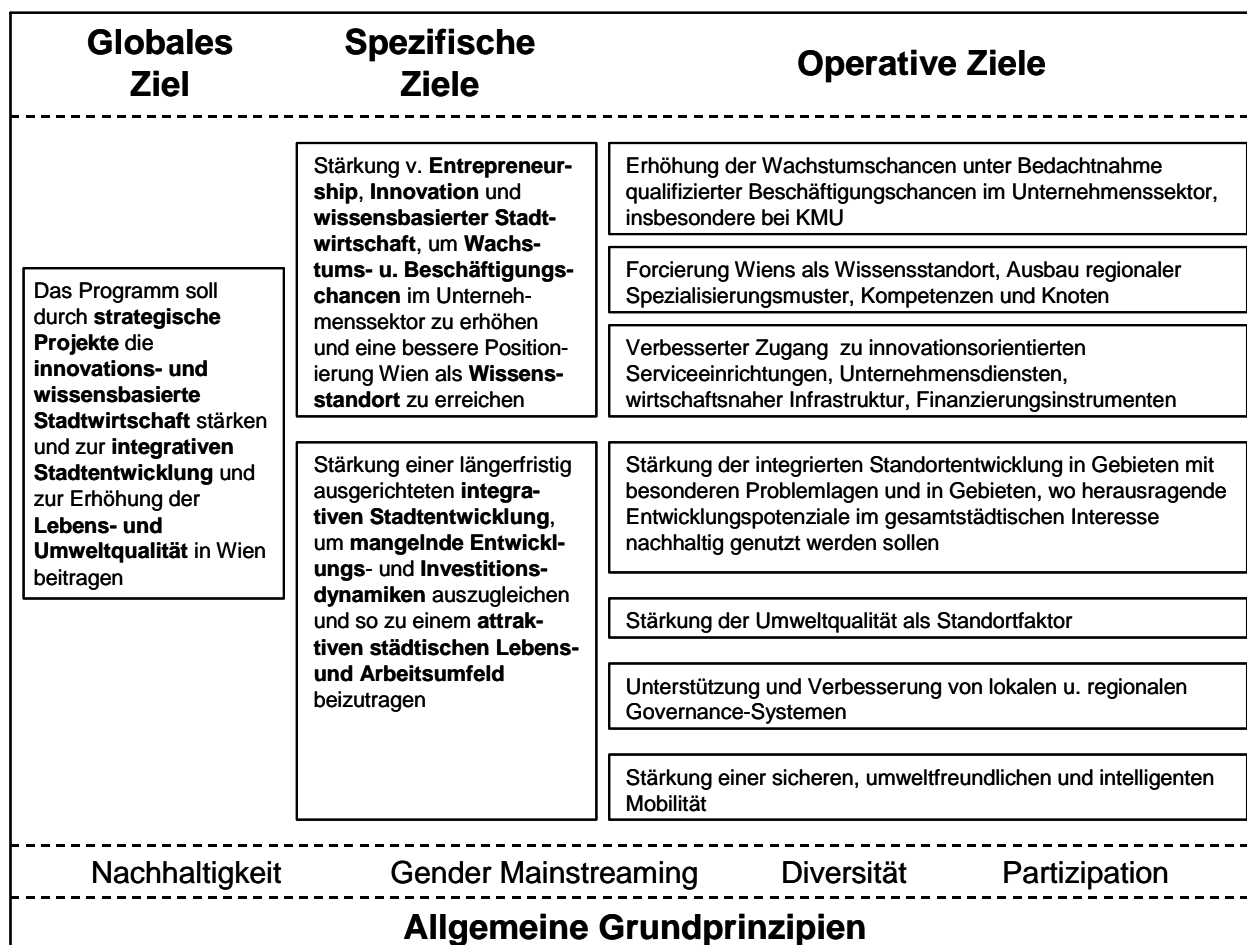 Globales
Ziel
Spezifische
Ziele
Operative Ziele
Das Programm soll
durch strategische
Projekte die
innovations- und
wissensbasierte
Stadtwirtschaft stärken
und zur integrativen
Stadtentwicklung und
zur Erhöhung der
Lebens- und
Umweltqualität in Wien
beitragen
Stärkung v. Entrepreneur-
ship, Innovation und
wissensbasierter Stadt-
wirtschaft, um Wachs-
tums- u. Beschäftigungs-
chancen im Unterneh-
menssektor zu erhöhen
und eine bessere Position-
ierung Wien als Wissens-
standort zu erreichen
Stärkung einer längerfristig
ausgerichteten integra-
tiven Stadtentwicklung,
um mangelnde Entwickl-
ungs- und Investitions-
dynamiken auszugleichen
und so zu einem attrak-
tiven städtischen Lebens-
und Arbeitsumfeld
beizutragen
Erhöhung der Wachstumschancen unter Bedachtnahme
qualifizierter Beschäftigungschancen im Unternehmenssektor,
insbesondere bei KMU
Forcierung Wiens als Wissensstandort, Ausbau regionaler
Spezialisierungsmuster, Kompetenzen und Knoten
Verbesserter Zugang zu innovationsorientierten
Serviceeinrichtungen, Unternehmensdiensten,
wirtschaftsnaher Infrastruktur, Finanzierungsinstrumenten
Stärkung der integrierten Standortentwicklung in Gebieten mit
besonderen Problemlagen und in Gebieten, wo herausragende
Entwicklungspotenziale im gesamtstädtischen Interesse
nachhaltig genutzt werden sollen
Stärkung der Umweltqualität als Standortfaktor
Unterstützung und Verbesserung von lokalen u. regionalen
Governance-Systemen
Stärkung einer sicheren, umweltfreundlichen und intelligenten
Mobilität
Nachhaltigkeit Gender Mainstreaming Diversität Partizipation
Allgemeine Grundprinzipien